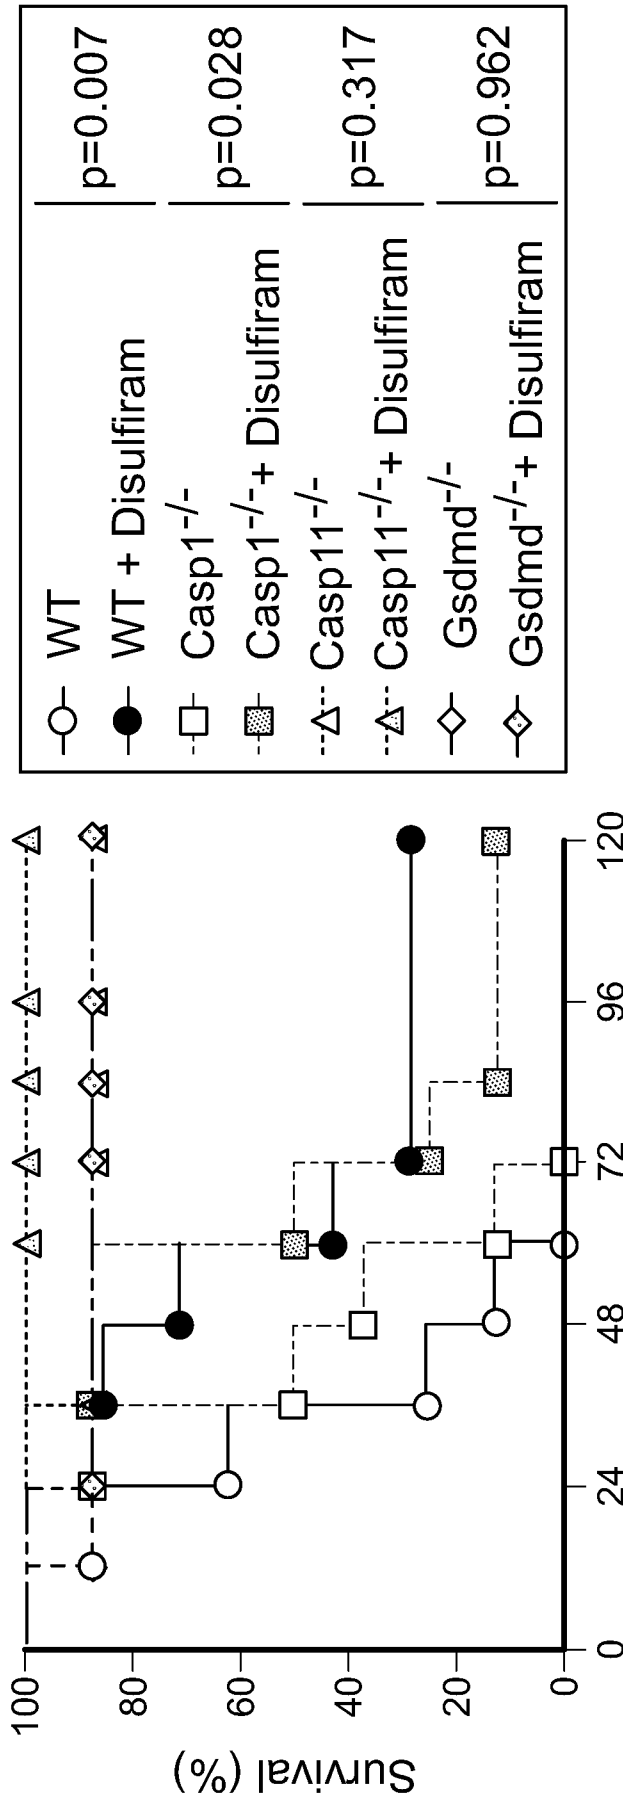 Survival (%)
100
80
60
40
20
0
0 24 48 72 96 120
WT
WT + Disulfiram
p=0.007
Casp1-/-
Casp1-/-+ Disulfiram
p=0.028
Casp11-/-
Casp11-/-+ Disulfiram
p=0.317
Gsdmd-/-
Gsdmd-/-+ Disulfiram
p=0.962